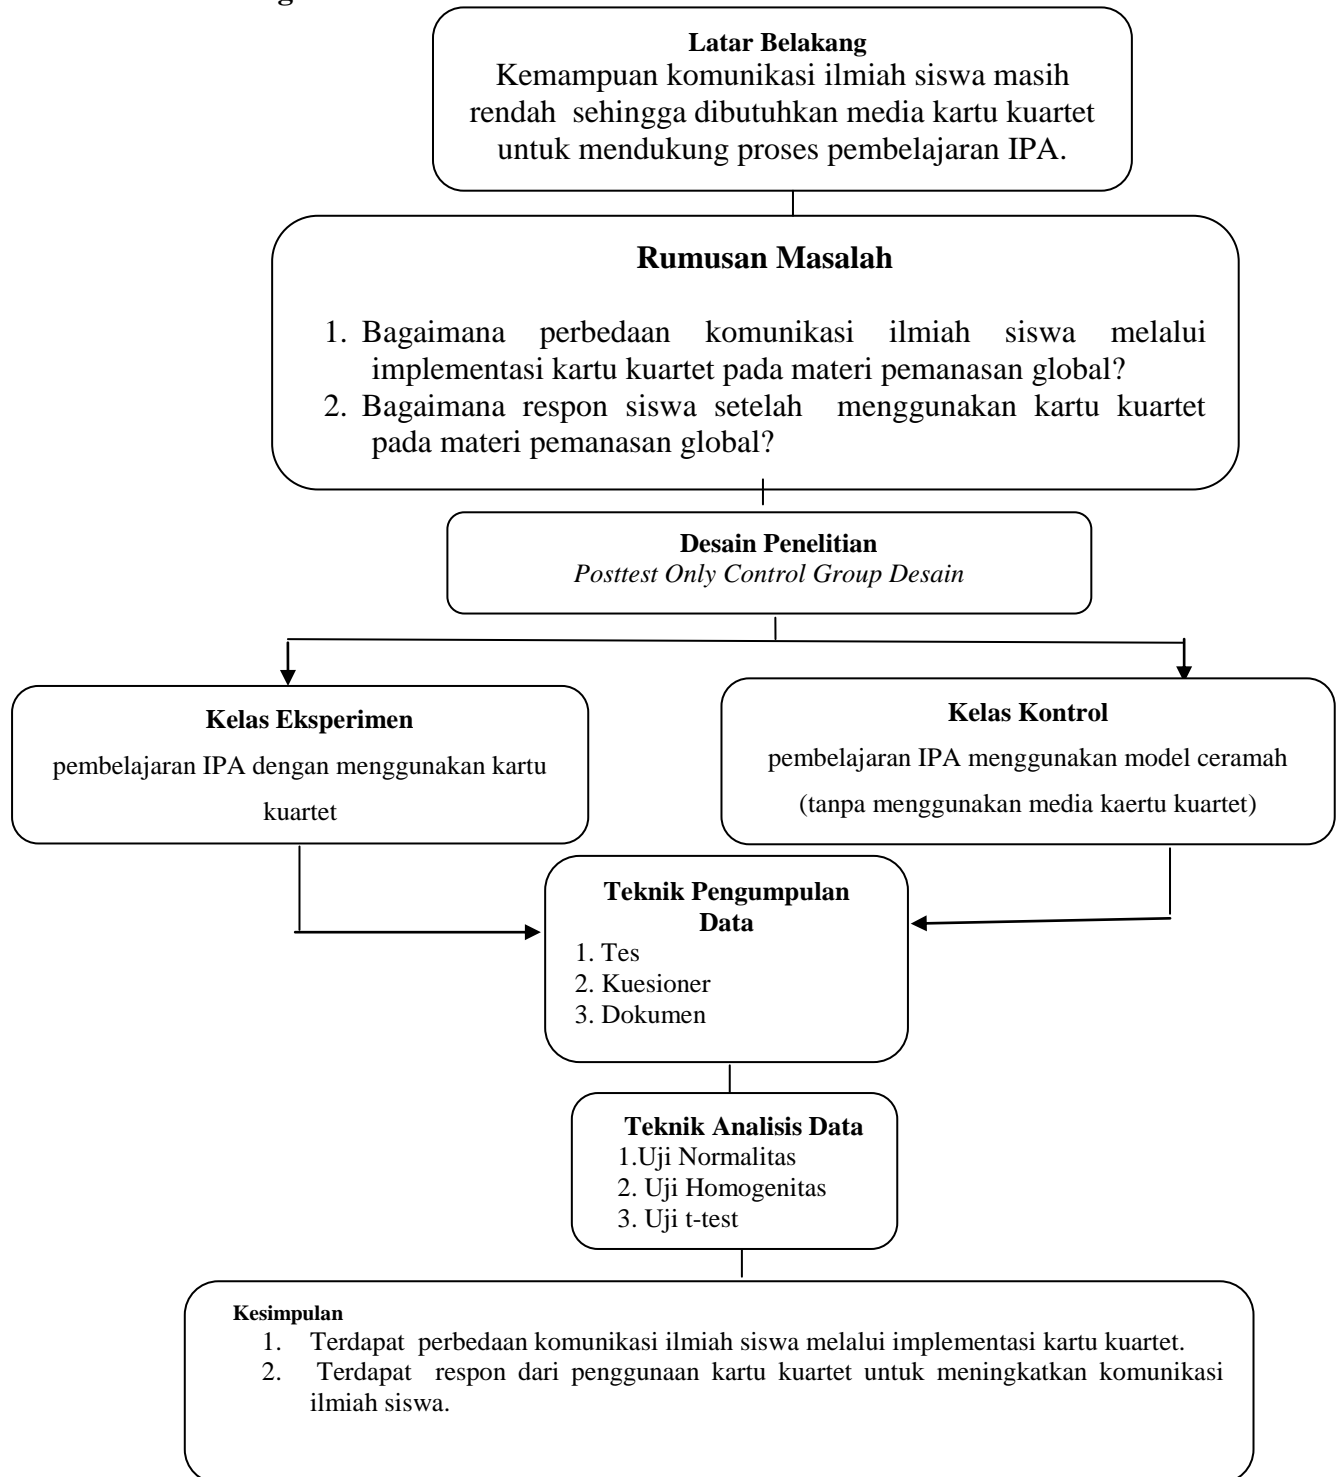 Latar Belakang
Kemampuan komunikasi ilmiah siswa masih
rendah sehingga dibutuhkan media kartu kuartet
untuk mendukung proses pembelajaran IPA.
Rumusan Masalah
1. Bagaimana perbedaan komunikasi ilmiah siswa melalui
implementasi kartu kuartet pada materi pemanasan global?
2. Bagaimana respon siswa setelah menggunakan kartu kuartet
pada materi pemanasan global?
Desain Penelitian
Posttest Only Control Group Desain
Kelas Eksperimen
pembelajaran IPA dengan menggunakan kartu
kuartet
Kelas Kontrol
pembelajaran IPA menggunakan model ceramah
(tanpa menggunakan media kaertu kuartet)
Teknik Pengumpulan
Data
1. Tes
2. Kuesioner
3. Dokumen
Teknik Analisis Data
1.Uji Normalitas
2. Uji Homogenitas
3. Uji t-test
Kesimpulan
1. Terdapat perbedaan komunikasi ilmiah siswa melalui implementasi kartu kuartet.
2. Terdapat respon dari penggunaan kartu kuartet untuk meningkatkan komunikasi
ilmiah siswa.